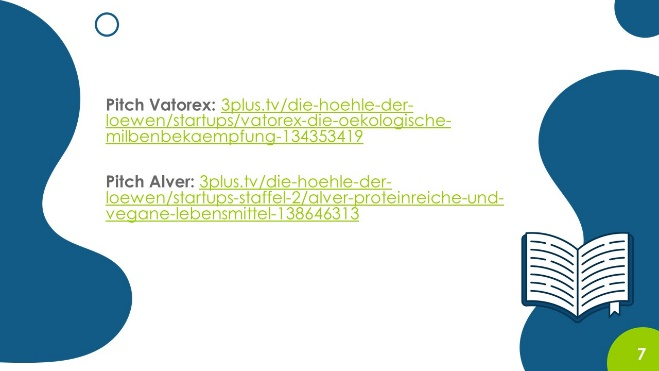 Pitch Vatorex: 3plus.tv/die-hoehle-der-
loewen/startups/vatorex-die-oekologische-
milbenbekaempfung-134353419
Pitch Alver: 3plus.tv/die-hoehle-der-
loewen/startups-staffel-2/alver-proteinreiche-und-
vegane-lebensmittel-138646313
7